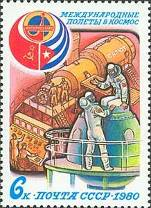 МЕЖДУНАРОДНЫЕ
ПОЛЕТЫ В КОСМОС
6К·ПОЧТА СССР·1980